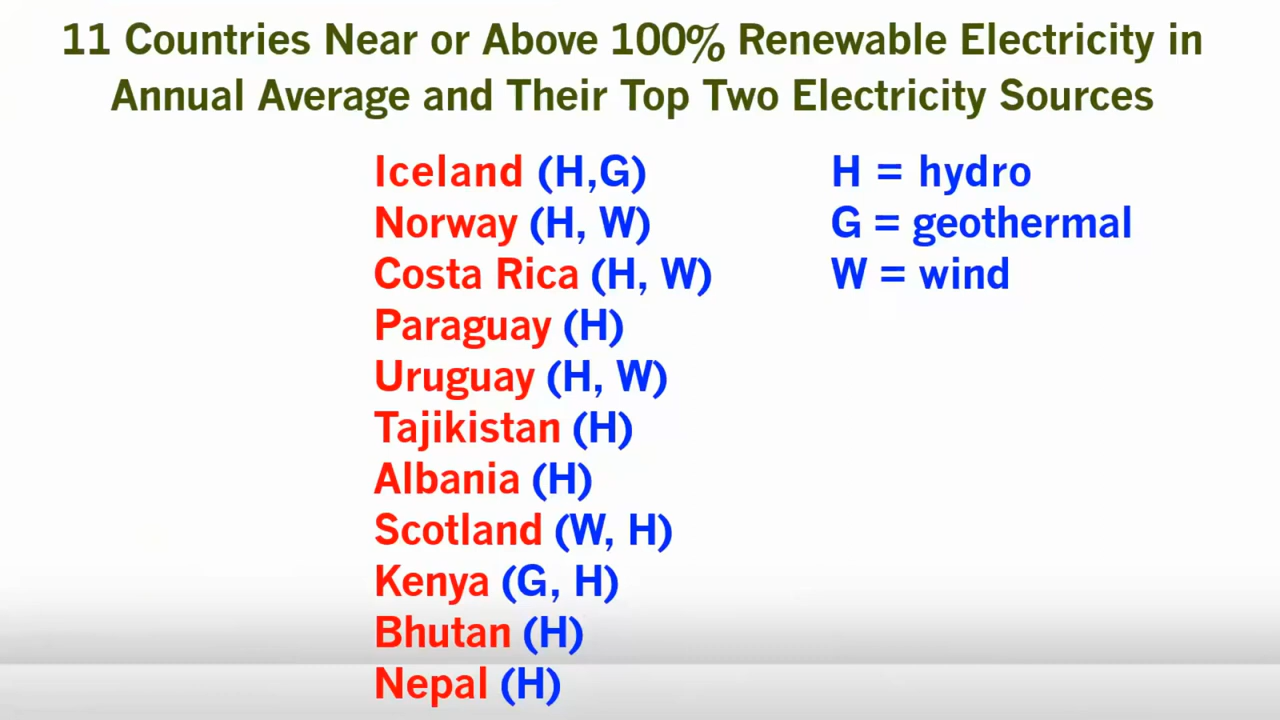 11 Countries Near or Above 100% Renewable Electricity in
Annual Average and Their Top Two Electricity Sources
Iceland (H,G)
Norway (H, W)
Costa Rica (H, W)
Paraguay (H)
Uruguay (H, W)
Tajikistan (H)
Albania (H)
Scotland (W, H)
Kenya (G, H)
Bhutan (H)
Nepal (H)
H = hydro
G = geothermal
W = wind